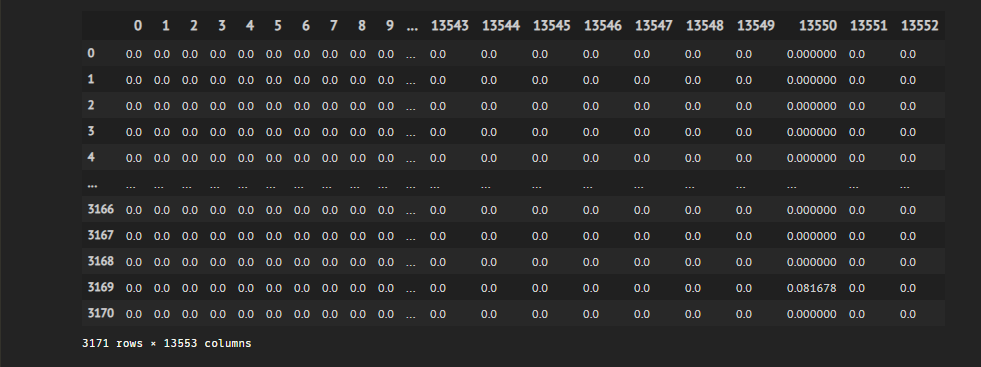 0 1 2 3 4 5 6 7 8 9 ... 13543 13544 13545 13546 13547 13548 13549 13550 13551 13552
0 0.0 0.0 0.0 0.0 0.0 0.0 0.0 0.0 0.0 0.0 ... 0.0 0.0 0.0 0.0 0.0 0.0 0.0 0.000000 0.0 0.0
1 0.0 0.0 0.0 0.0 0.0 0.0 0.0 0.0 0.0 0.0 ... 0.0 0.0 0.0 0.0 0.0 0.0 0.0 0.000000 0.0 0.0
2 0.0 0.0 0.0 0.0 0.0 0.0 0.0 0.0 0.0 0.0 ... 0.0 0.0 0.0 0.0 0.0 0.0 0.0 0.000000 0.0 0.0
3 0.0 0.0 0.0 0.0 0.0 0.0 0.0 0.0 0.0 0.0 ... 0.0 0.0 0.0 0.0 0.0 0.0 0.0 0.000000 0.0 0.0
4 0.0 0.0 0.0 0.0 0.0 0.0 0.0 0.0 0.0 0.0 ... 0.0 0.0 0.0 0.0 0.0 0.0 0.0 0.000000 0.0 0.0
... ... ... ... ... ... ... ... ... ... ... ... ... ... ... ... ... ... ... ... ... ...
3166 0.0 0.0 0.0 0.0 0.0 0.0 0.0 0.0 0.0 0.0 ... 0.0 0.0 0.0 0.0 0.0 0.0 0.0 0.000000 0.0 0.0
3167 0.0 0.0 0.0 0.0 0.0 0.0 0.0 0.0 0.0 0.0 ... 0.0 0.0 0.0 0.0 0.0 0.0 0.0 0.000000 0.0 0.0
3168 0.0 0.0 0.0 0.0 0.0 0.0 0.0 0.0 0.0 0.0 ... 0.0 0.0 0.0 0.0 0.0 0.0 0.0 0.000000 0.0 0.0
3169 0.0 0.0 0.0 0.0 0.0 0.0 0.0 0.0 0.0 0.0 ... 0.0 0.0 0.0 0.0 0.0 0.0 0.0 0.081678 0.0 0.0
3170 0.0 0.0 0.0 0.0 0.0 0.0 0.0 0.0 0.0 0.0 ... 0.0 0.0 0.0 0.0 0.0 0.0 0.0 0.000000 0.0 0.0
3171 rows × 13553 columns